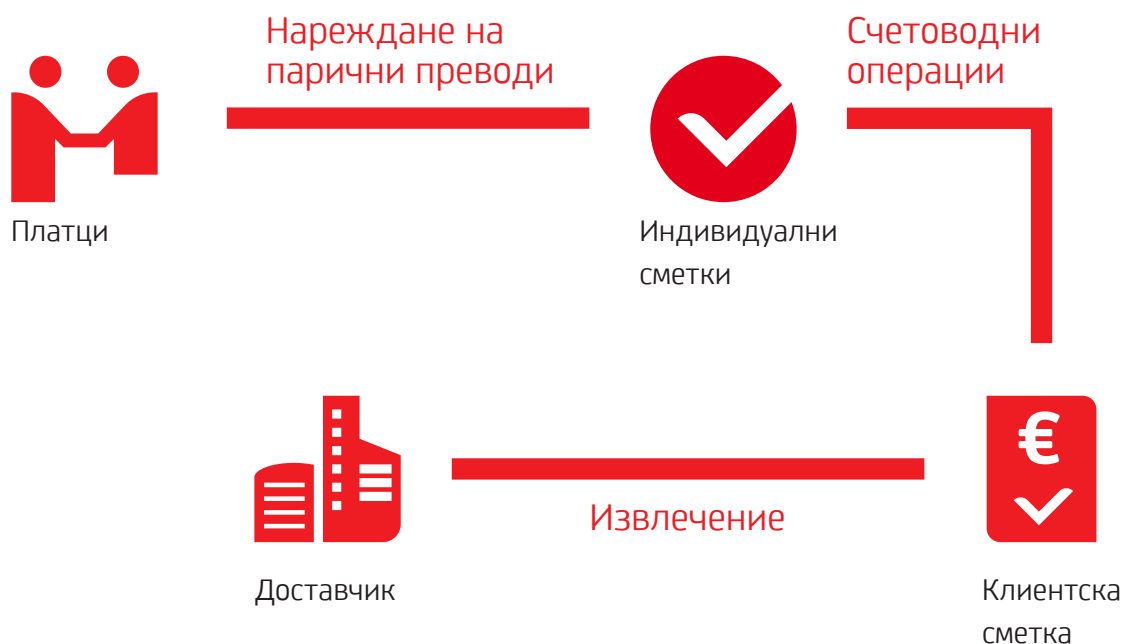 Нареждане на
парични преводи
Счетоводни
операции
Платци
Индивидуални
сметки
€
Извлечение
Доставчик
Клиентска
сметка